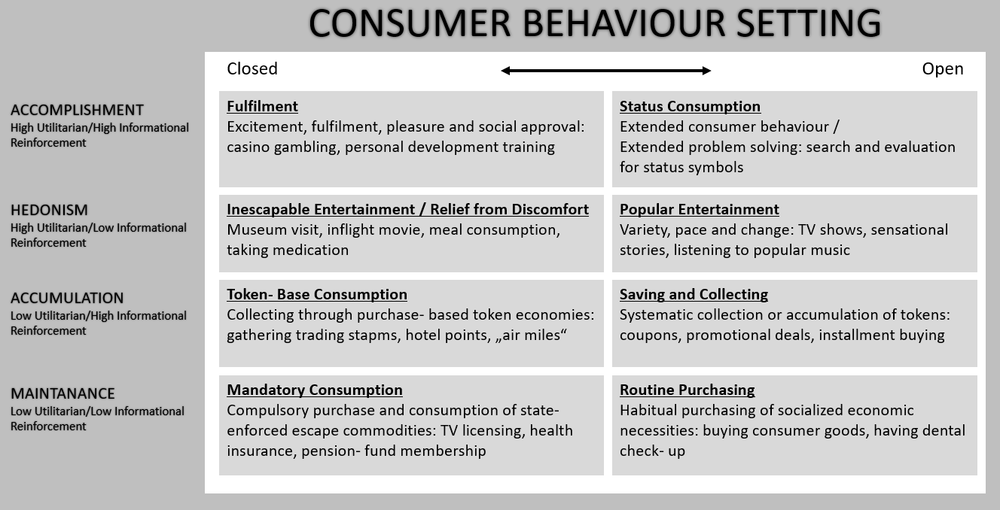 CONSUMER BEHAVIOUR SETTING
Closed
Open
ACCOMPLISHMENT
High Utilitarian/High Informational
Reinforcement
Fulfilment
Excitement, fulfilment, pleasure and social approval:
casino gambling, personal development training
Status Consumption
Extended consumer behaviour /
Extended problem solving: search and evaluation
for status symbols
HEDONISM
High Utilitarian/Low Informational
Reinforcement
Inescapable Entertainment / Relief from Discomfort
Museum visit, inflight movie, meal consumption,
taking medication
Popular Entertainment
Variety, pace and change: TV shows, sensational
stories, listening to popular music
ACCUMULATION
Low Utilitarian/High Informational
Reinforcement
Token- Base Consumption
Collecting through purchase- based token economies:
gathering trading stapms, hotel points, „air miles“
Saving and Collecting
Systematic collection or accumulation of tokens:
coupons, promotional deals, installment buying
MAINTANANCE
Low Utilitarian/Low Informational
Reinforcement
Mandatory Consumption
Compulsory purchase and consumption of state-
enforced escape commodities: TV licensing, health
insurance, pension- fund membership
Routine Purchasing
Habitual purchasing of socialized economic
necessities: buying consumer goods, having dental
check- up